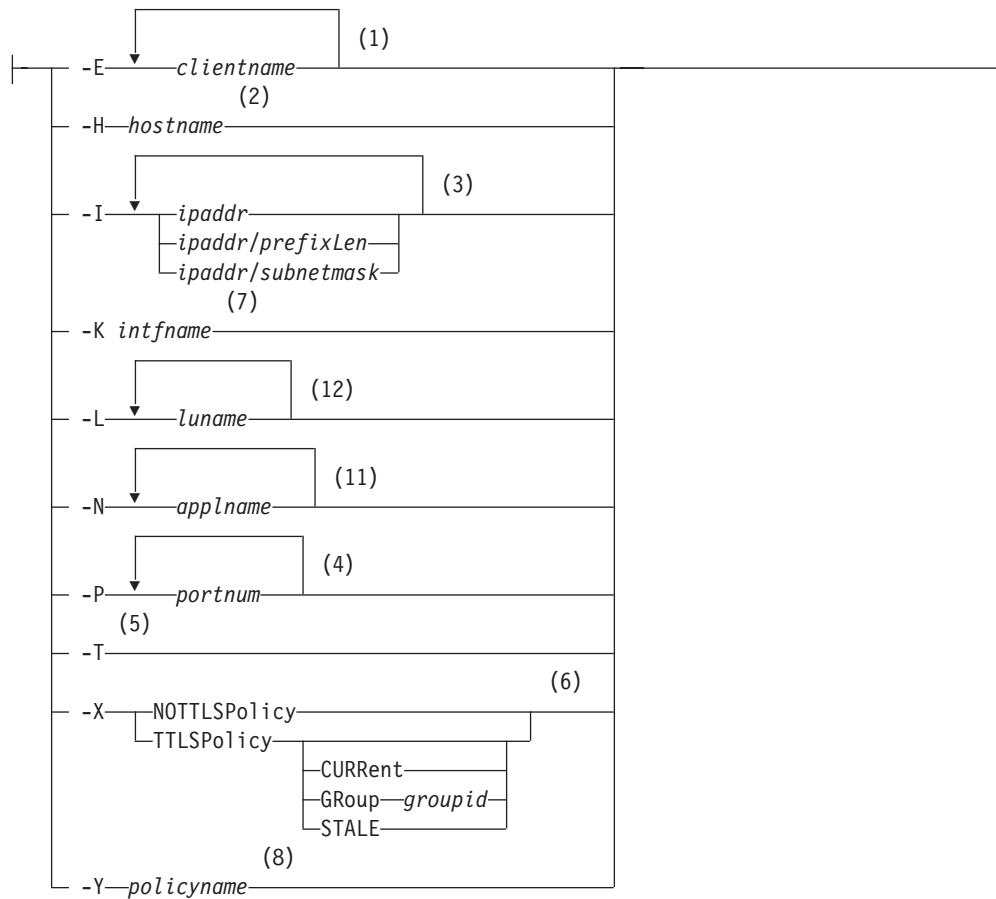 (1)
-E clientname
(2)
-H hostname
(3)
-I ipaddr
ipaddr/prefixLen
ipaddr/subnetmask
(7)
-K intfname
(12)
-L luname
(11)
-N applname
(4)
-P portnum
(5)
-T
(6)
-X NOTTLSPolicy
TTLSPolicy
CURRent
GRoup groupid
STALE
(8)
-Y policyname